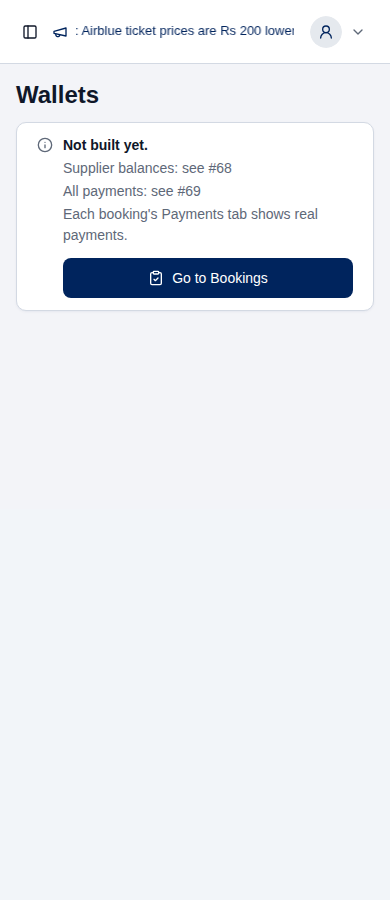 : Airblue ticket prices are Rs 200 lower
Wallets
Not built yet.
Supplier balances: see #68
All payments: see #69
Each booking's Payments tab shows real
payments.
Go to Bookings